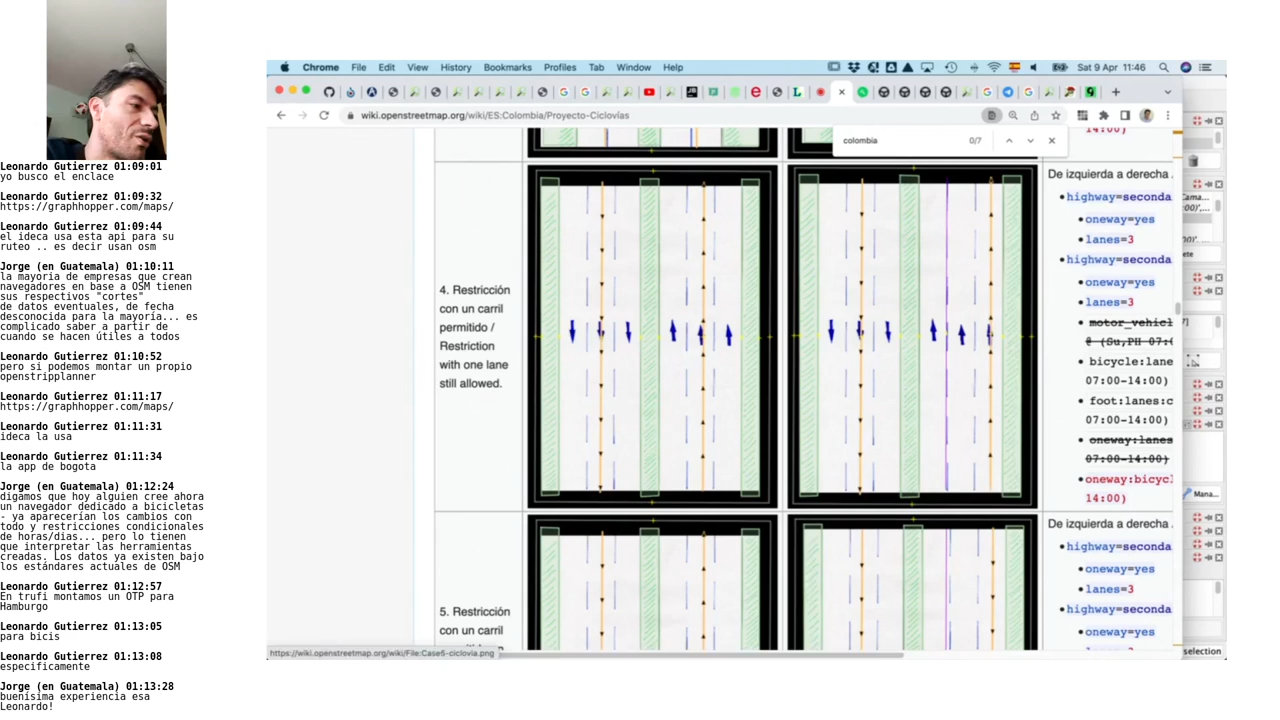 Leonardo Gutierrez 01:09:01
yo busco el enclace
Leonardo Gutierrez 01:09:32
https://graphhopper.com/maps/
Leonardo Gutierrez 01:09:44
el ideca usa esta api para su
ruteo .. es decir usan osm
Jorge (en Guatemala) 01:10:11
la mayoria de empresas que crean
navegadores en base a OSM tienen
sus respectivos "cortes"
de datos eventuales, de fecha
desconocida para la mayoría... es
complicado saber a partir de
cuando se hacen útiles a todos
Leonardo Gutierrez 01:10:52
pero si podemos montar un propio
openstripplanner
Leonardo Gutierrez 01:11:17
https://graphhopper.com/maps/
Leonardo Gutierrez 01:11:31
ideca la usa
Leonardo Gutierrez 01:11:34
la app de bogota
Jorge (en Guatemala) 01:12:24
digamos que hoy alguien cree ahora
un navegador dedicado a bicicletas
- ya aparecerían los cambios con
todo y restricciones condicionales
de horas/dias... pero lo tienen
que interpretar las herramientas
creadas. Los datos ya existen bajo
los estándares actuales de OSM
Leonardo Gutierrez 01:12:57
En trufi montamos un OTP para
Hamburgo
Leonardo Gutierrez 01:13:05
para bicis
Leonardo Gutierrez 01:13:08
específicamente
Jorge (en Guatemala) 01:13:28
buenísima experiencia esa
Leonardo!
Chrome File Edit View History Bookmarks Profiles Tab Window Help Sat 9 Apr 11:46
wiki.openstreetmap.org/wiki/ES:Colombia/Proyecto-Ciclovías
colombia 0/7
14:00)
4. Restricción
con un carril
permitido /
Restriction
with one lane
still allowed.
De izquierda a derecha
highway=seconda
oneway=yes
lanes=3
highway=seconda
oneway=yes
lanes=3
motor_vehicl
@ (Su,PH 07:0
bicycle:lane
07:00-14:00)
foot:lanes:c
07:00-14:00)
oneway:lanes
07:00-14:00)
oneway:bicyc
14:00)
5. Restricción
con un carril
De izquierda a derecha
highway=seconda
oneway=yes
lanes=3
highway=seconda
oneway=yes
Mana...
selection
https://wiki.openstreetmap.org/wiki/File:Case5-ciclovia.png